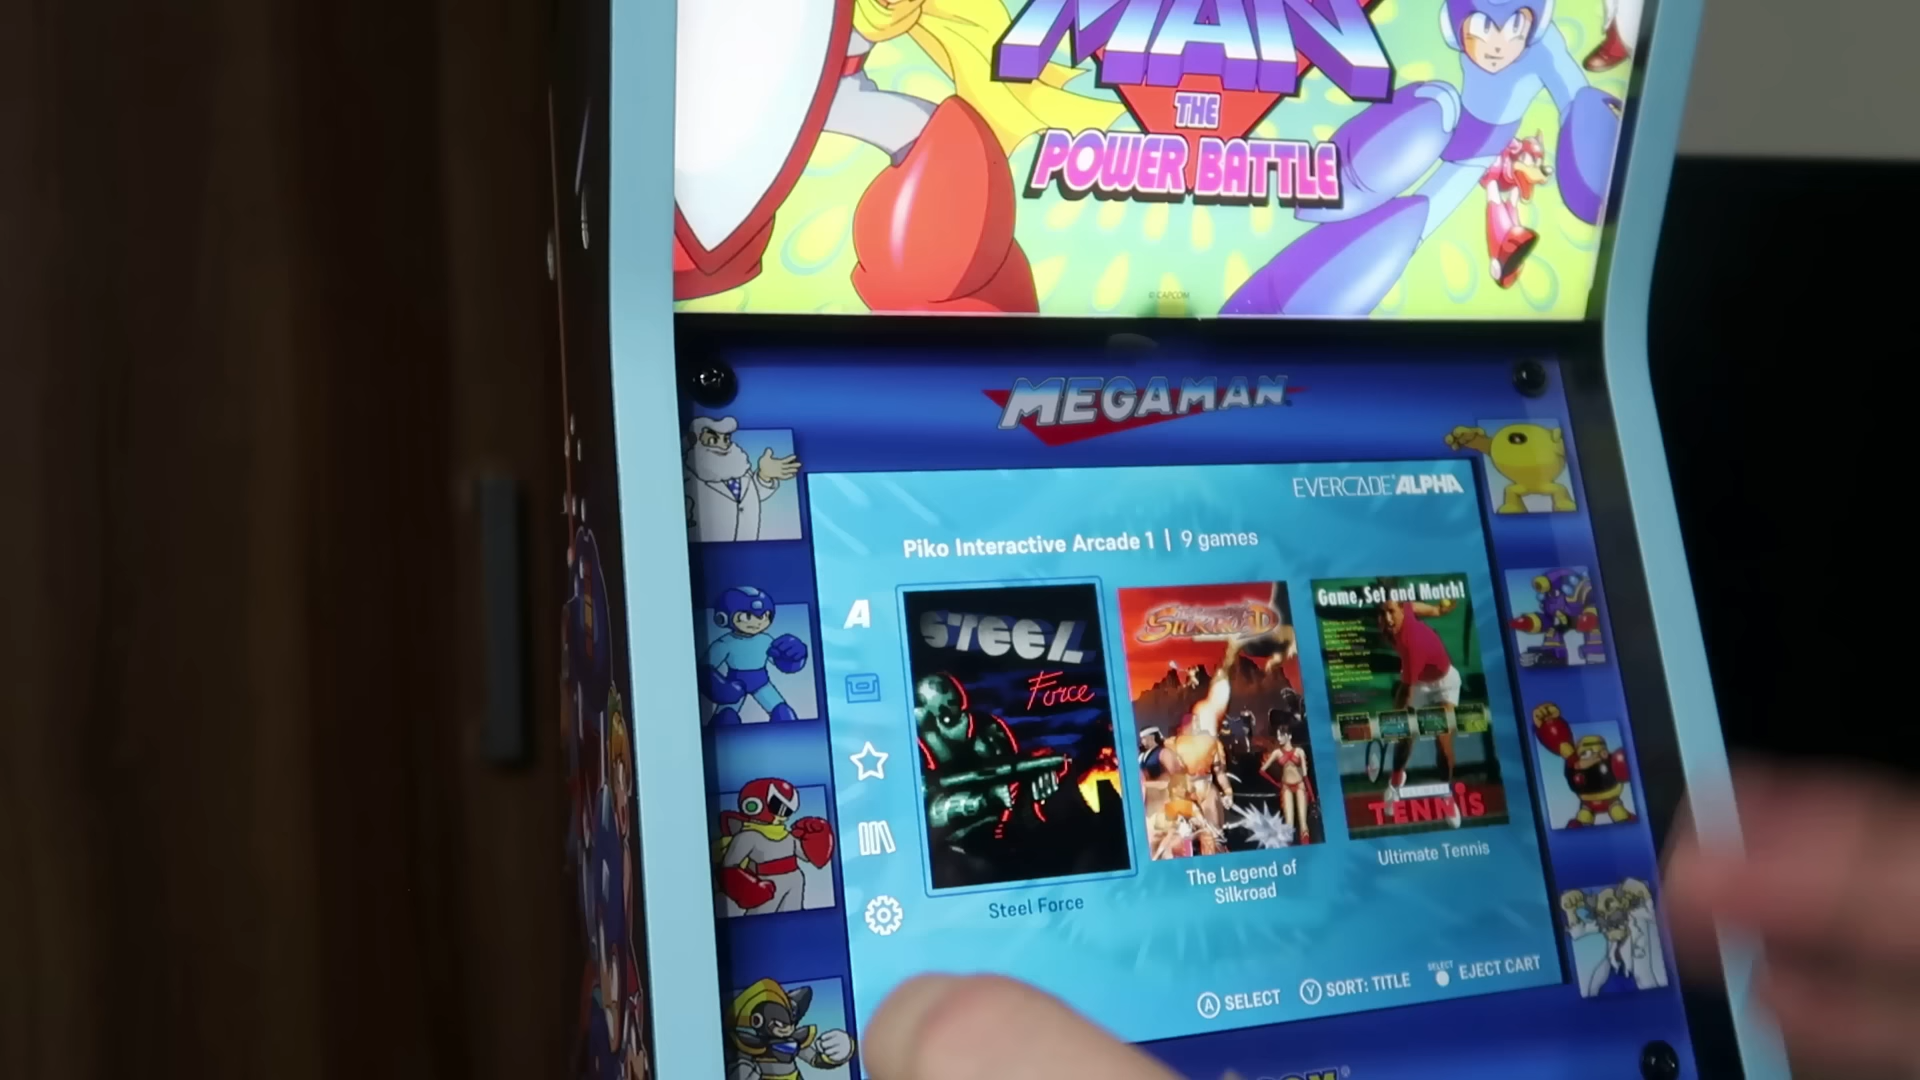 MAN
THE
POWER BATTLE
© CAPCOM
MEGAMAN
EVERCADE ALPHA
Piko Interactive Arcade 1 | 9 games
STEEL
Force
SILKROAD
Game, Set and Match!
TENNIS
Steel Force
The Legend of
Silkroad
Ultimate Tennis
A SELECT
Y SORT: TITLE
SELECT EJECT CART